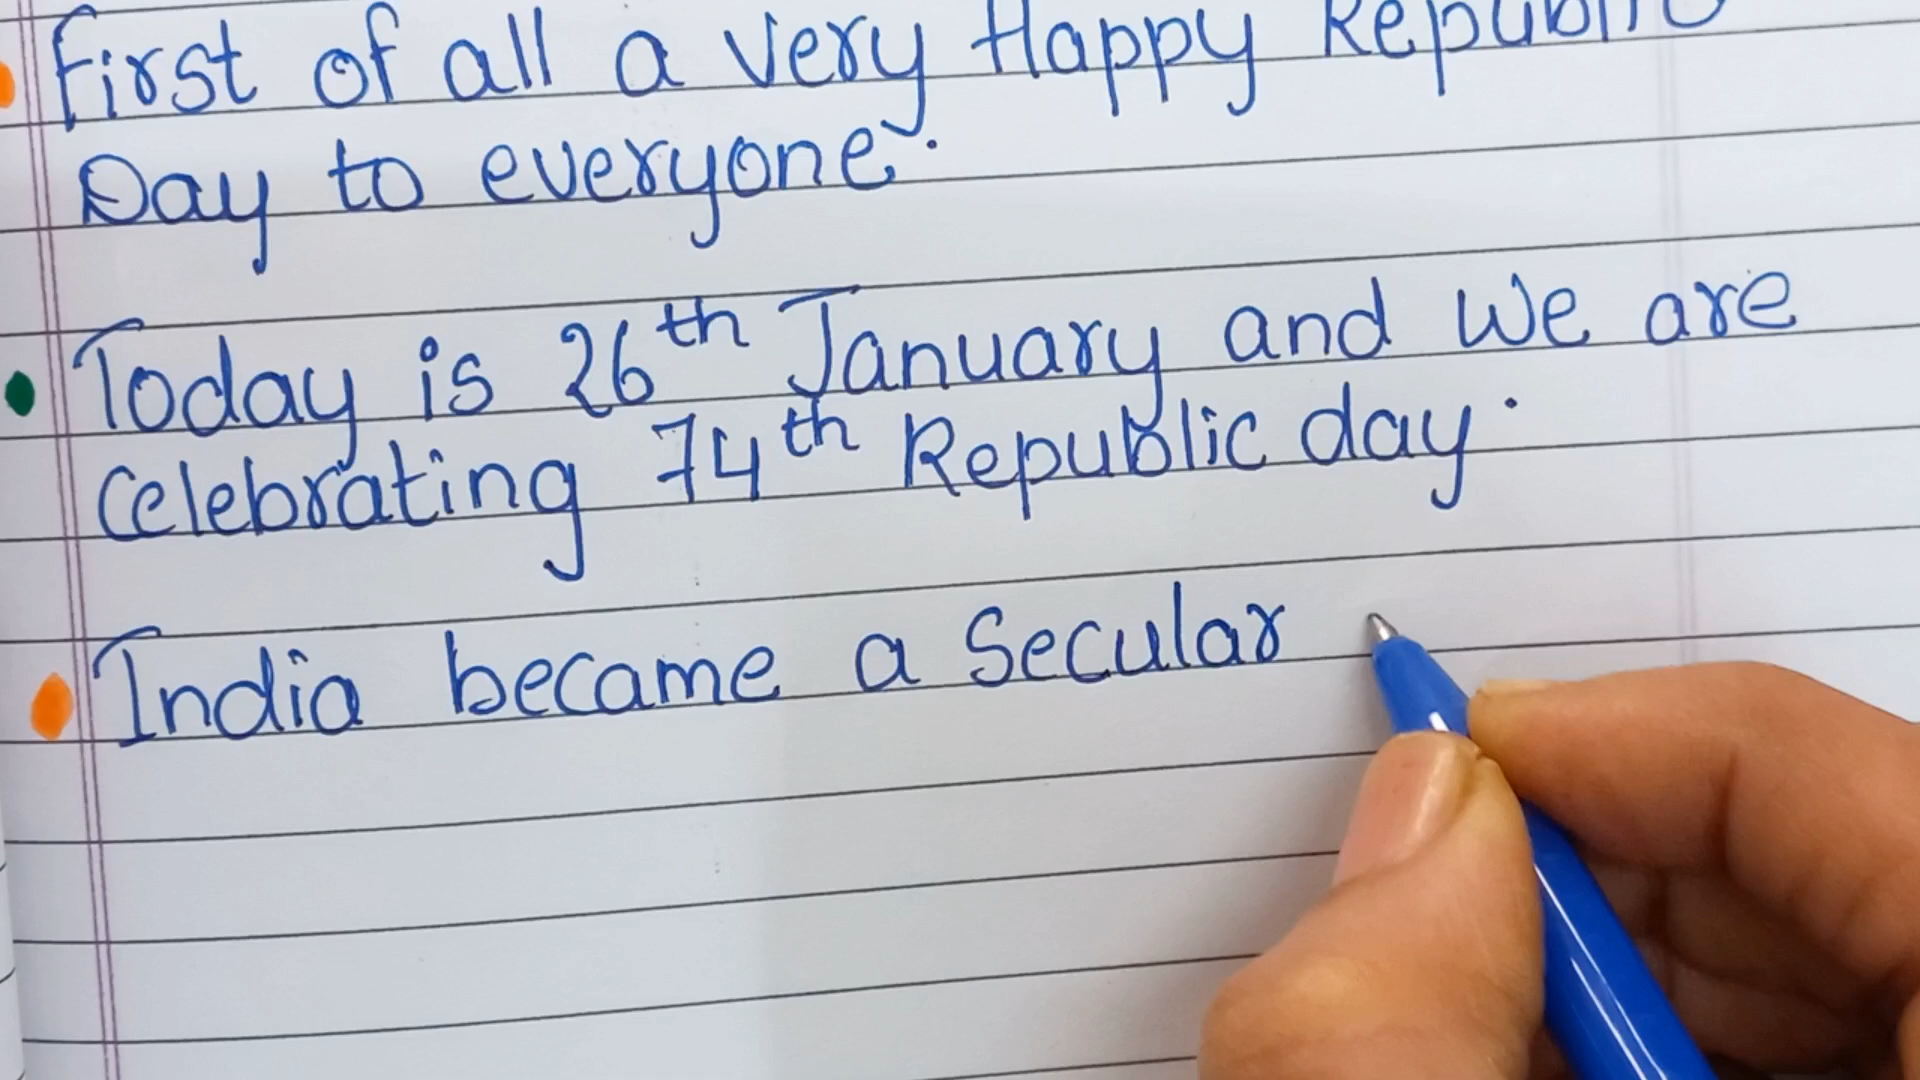 First of all a very Happy Republic
Day to everyone.
Today is 26th January and we are
celebrating 74th Republic day.
India became a Secular